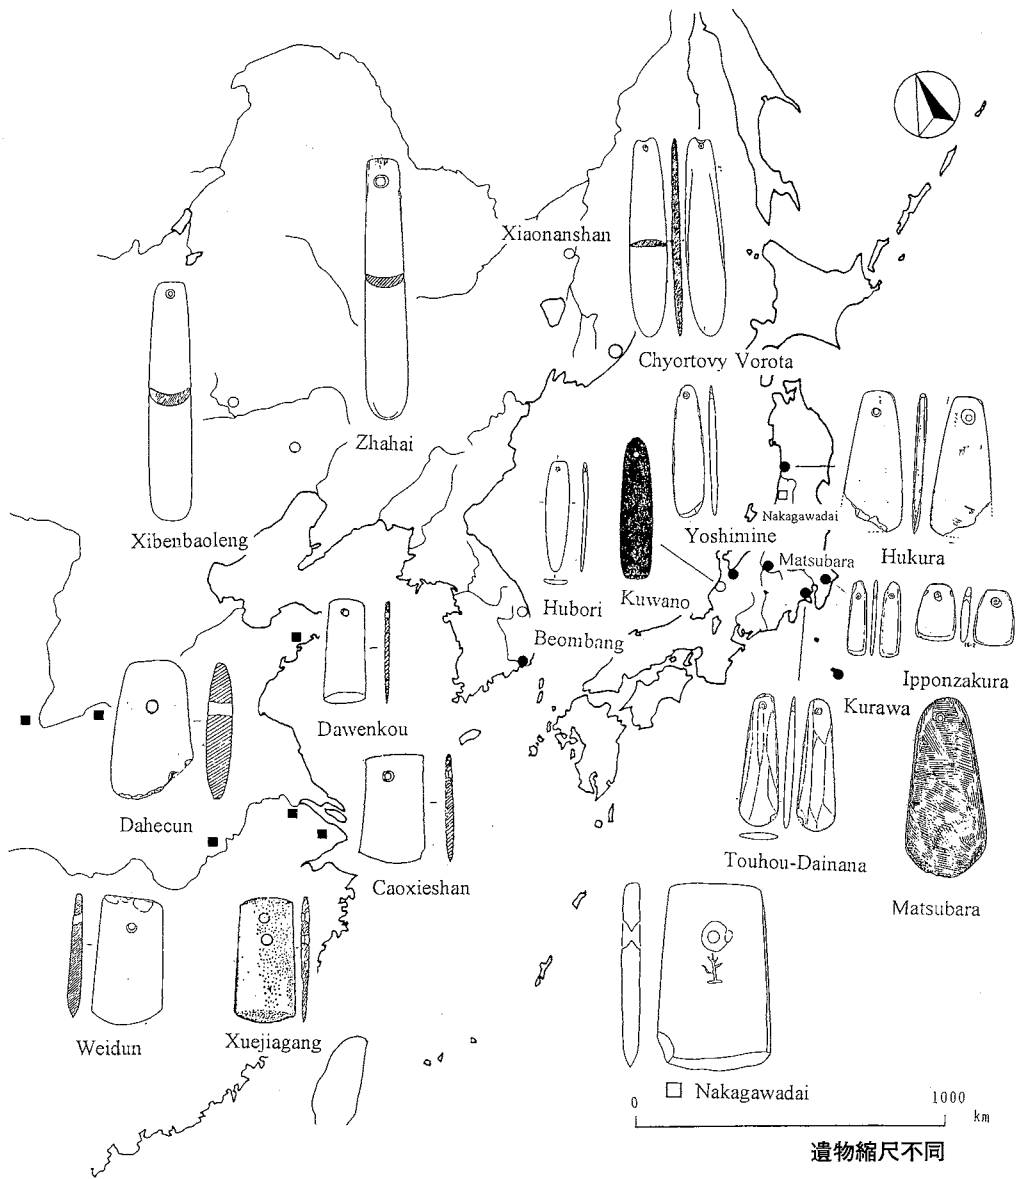 Xiaonanshan
Chyortovy Vorota
Zhahai
Xibenbaoleng
Nakagawadai
Yoshimine
Matsubara
Hukura
Hubori
Kuwano
Beombang
Ipponzakura
Kurawa
Dawenkou
Dahecun
Touhou-Dainana
Caoxieshan
Matsubara
Weidun
Xuejiagang
Nakagawadai
0 1000
km
遺物縮尺不同